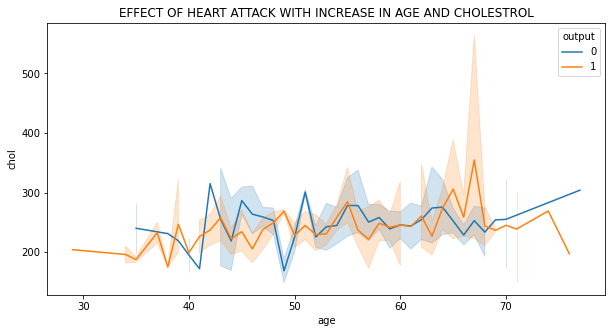 EFFECT OF HEART ATTACK WITH INCREASE IN AGE AND CHOLESTROL
output
0
1
chol
500
400
300
200
30 40 50 60 70
age